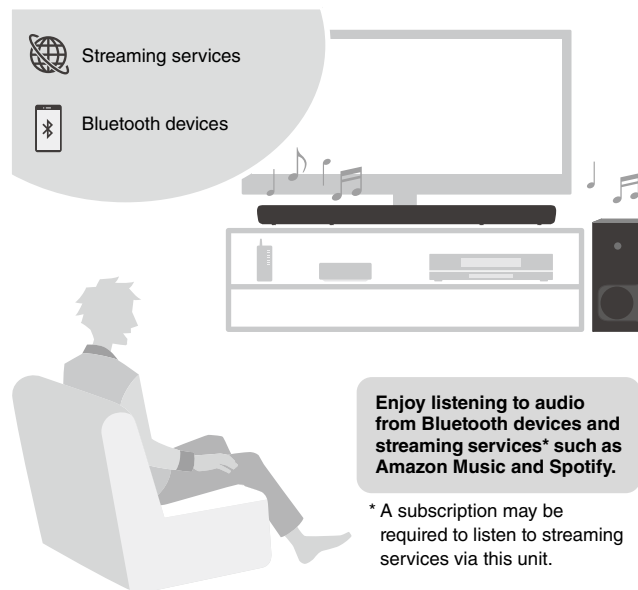 Streaming services
Bluetooth devices
Enjoy listening to audio
from Bluetooth devices and
streaming services* such as
Amazon Music and Spotify.
* A subscription may be
required to listen to streaming
services via this unit.